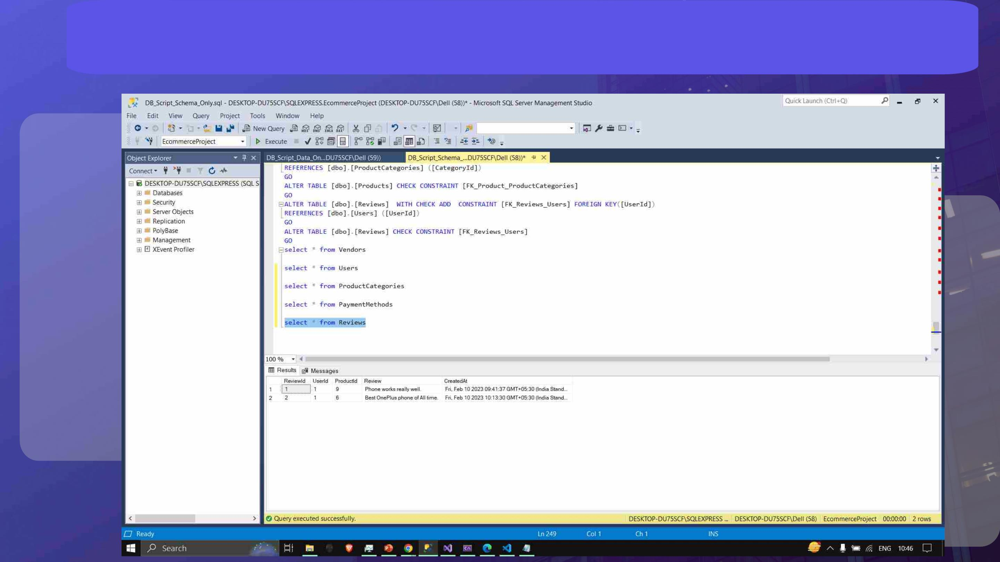 DB_Script_Schema_Only.sql - DESKTOP-DU75SCF\SQLEXPRESS.EcommerceProject (DESKTOP-DU75SCF\Dell (58))* - Microsoft SQL Server Management Studio
Quick Launch (Ctrl+Q)
File Edit View Query Project Tools Window Help
New Query
EcommerceProject Execute
Object Explorer
DB_Script_Data_On...DU75SCF\Dell (59))
DB_Script_Schema_...DU75SCF\Dell (58))*
Connect
DESKTOP-DU75SCF\SQLEXPRESS (SQL S
Databases
Security
Server Objects
Replication
PolyBase
Management
XEvent Profiler
REFERENCES [dbo].[ProductCategories] ([CategoryId])
GO
ALTER TABLE [dbo].[Products] CHECK CONSTRAINT [FK_Product_ProductCategories]
GO
ALTER TABLE [dbo].[Reviews]  WITH CHECK ADD  CONSTRAINT [FK_Reviews_Users] FOREIGN KEY([UserId])
REFERENCES [dbo].[Users] ([UserId])
GO
ALTER TABLE [dbo].[Reviews] CHECK CONSTRAINT [FK_Reviews_Users]
GO
select * from Vendors
select * from Users
select * from ProductCategories
select * from PaymentMethods
select * from Reviews
100 %
Results Messages
ReviewId UserId ProductId Review CreatedAt
1 1 1 9 Phone works really well. Fri, Feb 10 2023 09:41:37 GMT+05:30 (India Stand...
2 2 1 6 Best OnePlus phone of All time. Fri, Feb 10 2023 10:13:30 GMT+05:30 (India Stand...
Query executed successfully.
DESKTOP-DU75SCF\SQLEXPRESS ... DESKTOP-DU75SCF\Dell (58) EcommerceProject 00:00:00 2 rows
Ready Ln 249 Col 1 Ch 1 INS
Search ENG 10:46